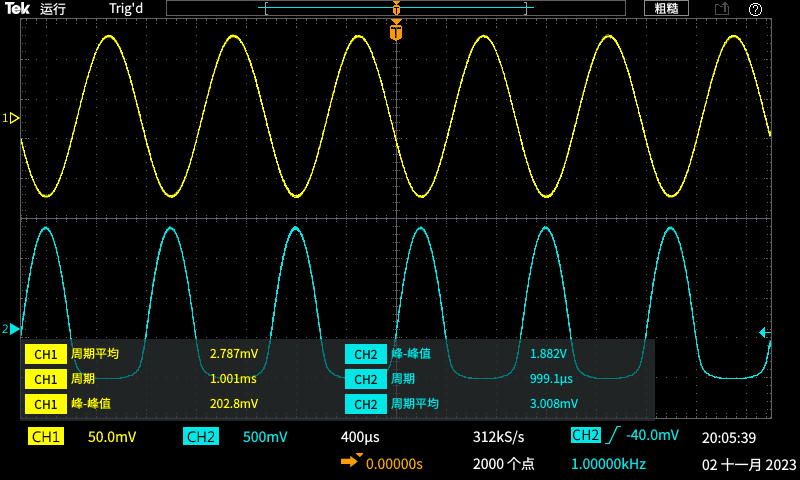 Tek 运行 Trig'd 粗糙 ?
T
T
1
2
CH1 周期平均 2.787mV CH2 峰-峰值 1.882V
CH1 周期 1.001ms CH2 周期 999.1µs
CH1 峰-峰值 202.8mV CH2 周期平均 3.008mV
CH1 50.0mV CH2 500mV 400µs 312kS/s CH2 -40.0mV 20:05:39
0.00000s 2000 个点 1.00000kHz 02 十一月 2023